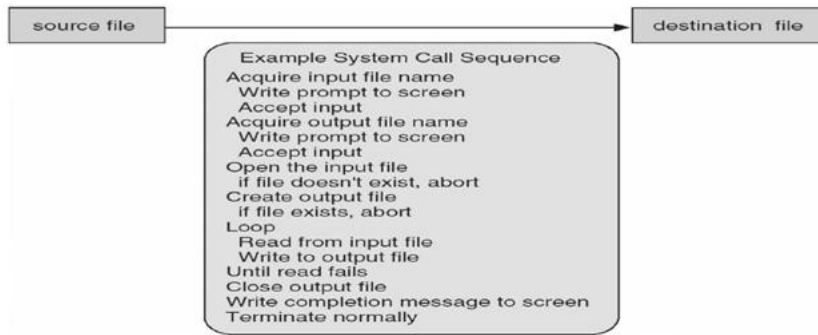 source file
destination file
Example System Call Sequence
Acquire input file name
Write prompt to screen
Accept input
Acquire output file name
Write prompt to screen
Accept input
Open the input file
if file doesn't exist, abort
Create output file
if file exists, abort
Loop
Read from input file
Write to output file
Until read fails
Close output file
Write completion message to screen
Terminate normally